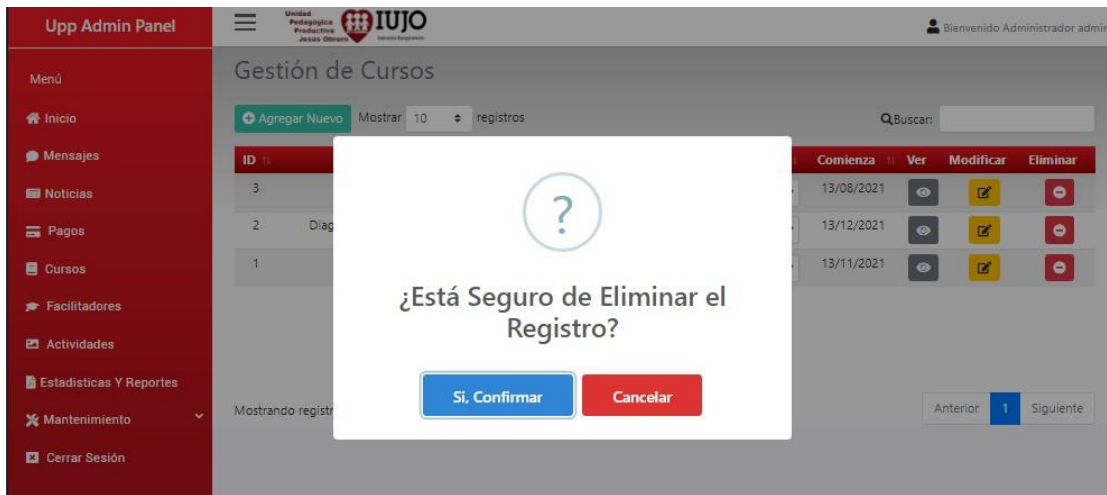 Upp Admin Panel
Unidad
Pedagógica
Productiva
Jesús Obrero
IUJO
Bienvenido Administrador admin
Menú
Inicio
Mensajes
Noticias
Pagos
Cursos
Facilitadores
Actividades
Estadisticas Y Reportes
Mantenimiento
Cerrar Sesión
Gestión de Cursos
Agregar Nuevo Mostrar 10 registros Buscar:
ID Comienza Ver Modificar Eliminar
3 13/08/2021
2 Diag 13/12/2021
1 13/11/2021
?
¿Está Seguro de Eliminar el
Registro?
Si, Confirmar Cancelar
Mostrando registr
Anterior 1 Siguiente